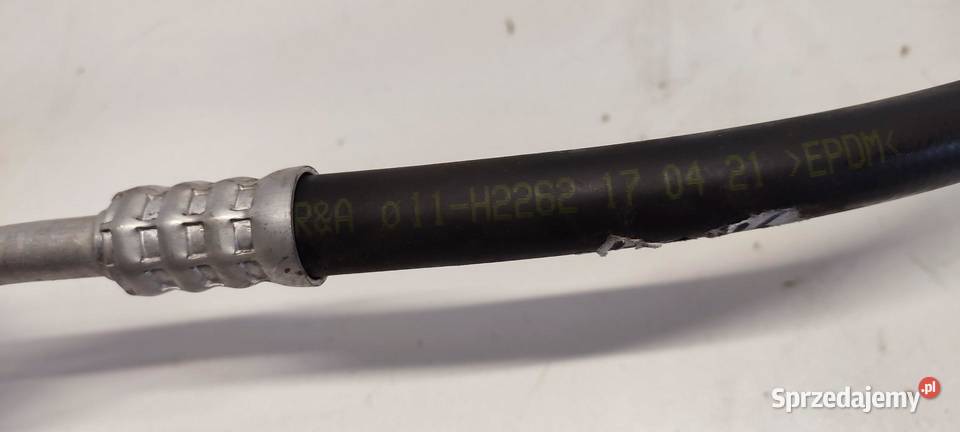 R&A ø11-H2262 17 04 21 >EPDM<
Sprzedajemy.pl